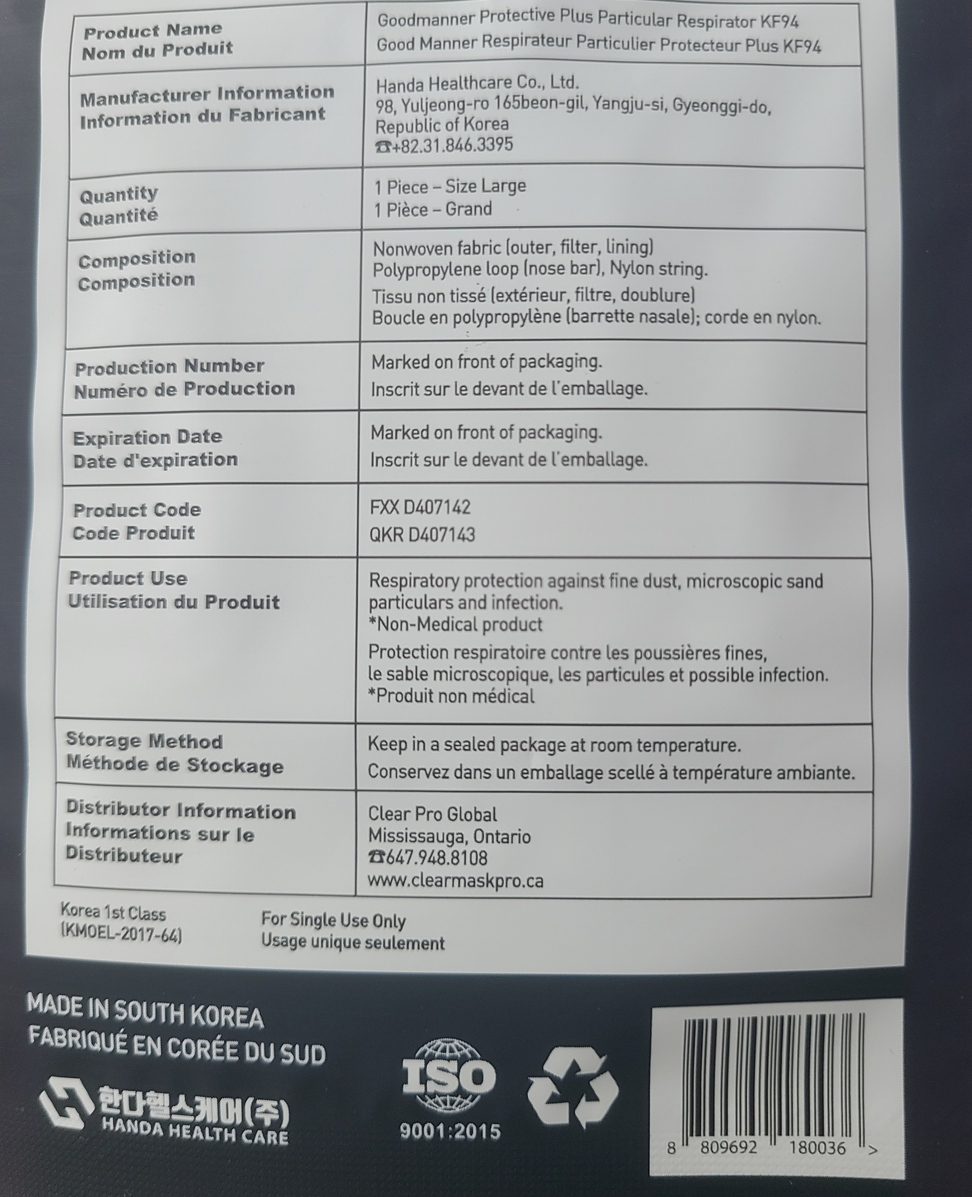 Product Name
Nom du Produit
Goodmanner Protective Plus Particular Respirator KF94
Good Manner Respirateur Particulier Protecteur Plus KF94
Manufacturer Information
Information du Fabricant
Handa Healthcare Co., Ltd.
98, Yuljeong-ro 165beon-gil, Yangju-si, Gyeonggi-do,
Republic of Korea
☎+82.31.846.3395
Quantity
Quantité
1 Piece – Size Large
1 Pièce – Grand
Composition
Composition
Nonwoven fabric (outer, filter, lining)
Polypropylene loop (nose bar), Nylon string.
Tissu non tissé (extérieur, filtre, doublure)
Boucle en polypropylène (barrette nasale); corde en nylon.
Production Number
Numéro de Production
Marked on front of packaging.
Inscrit sur le devant de l'emballage.
Expiration Date
Date d'expiration
Marked on front of packaging.
Inscrit sur le devant de l'emballage.
Product Code
Code Produit
FXX D407142
QKR D407143
Product Use
Utilisation du Produit
Respiratory protection against fine dust, microscopic sand
particulars and infection.
*Non-Medical product
Protection respiratoire contre les poussières fines,
le sable microscopique, les particules et possible infection.
*Produit non médical
Storage Method
Méthode de Stockage
Keep in a sealed package at room temperature.
Conservez dans un emballage scellé à température ambiante.
Distributor Information
Informations sur le
Distributeur
Clear Pro Global
Mississauga, Ontario
☎647.948.8108
www.clearmaskpro.ca
Korea 1st Class
(KMOEL-2017-64)
For Single Use Only
Usage unique seulement
MADE IN SOUTH KOREA
FABRIQUÉ EN CORÉE DU SUD
한다헬스케어(주)
HANDA HEALTH CARE
ISO
9001:2015
8 809692 180036 >